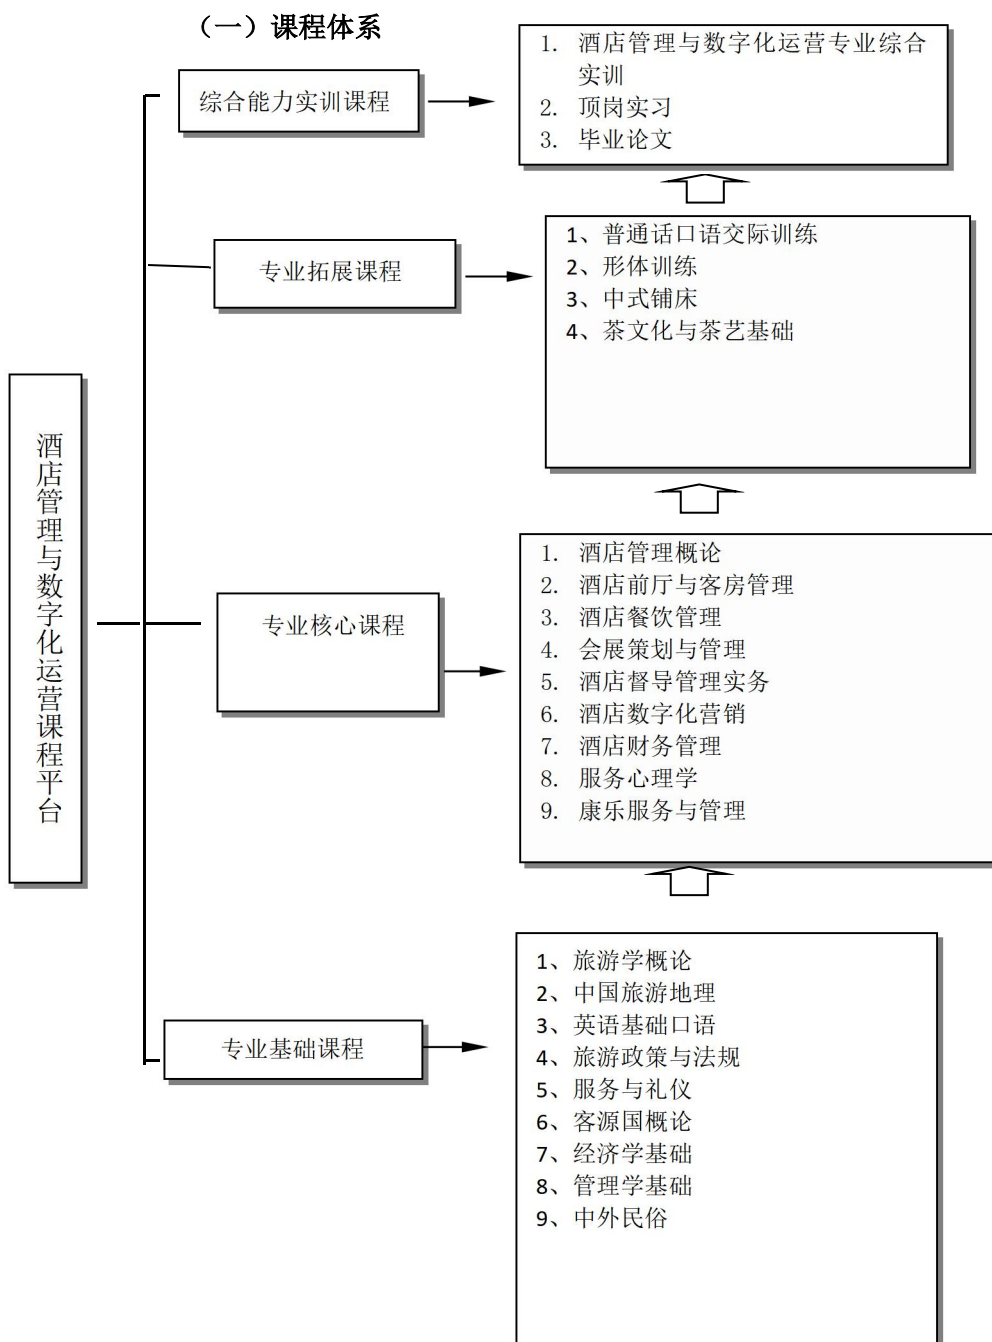 （一）课程体系
综合能力实训课程
1. 酒店管理与数字化运营专业综合
实训
2. 顶岗实习
3. 毕业论文
专业拓展课程
1、普通话口语交际训练
2、形体训练
3、中式铺床
4、茶文化与茶艺基础
酒店管理与数字化运营课程平台
专业核心课程
1. 酒店管理概论
2. 酒店前厅与客房管理
3. 酒店餐饮管理
4. 会展策划与管理
5. 酒店督导管理实务
6. 酒店数字化营销
7. 酒店财务管理
8. 服务心理学
9. 康乐服务与管理
专业基础课程
1、旅游学概论
2、中国旅游地理
3、英语基础口语
4、旅游政策与法规
5、服务与礼仪
6、客源国概论
7、经济学基础
8、管理学基础
9、中外民俗